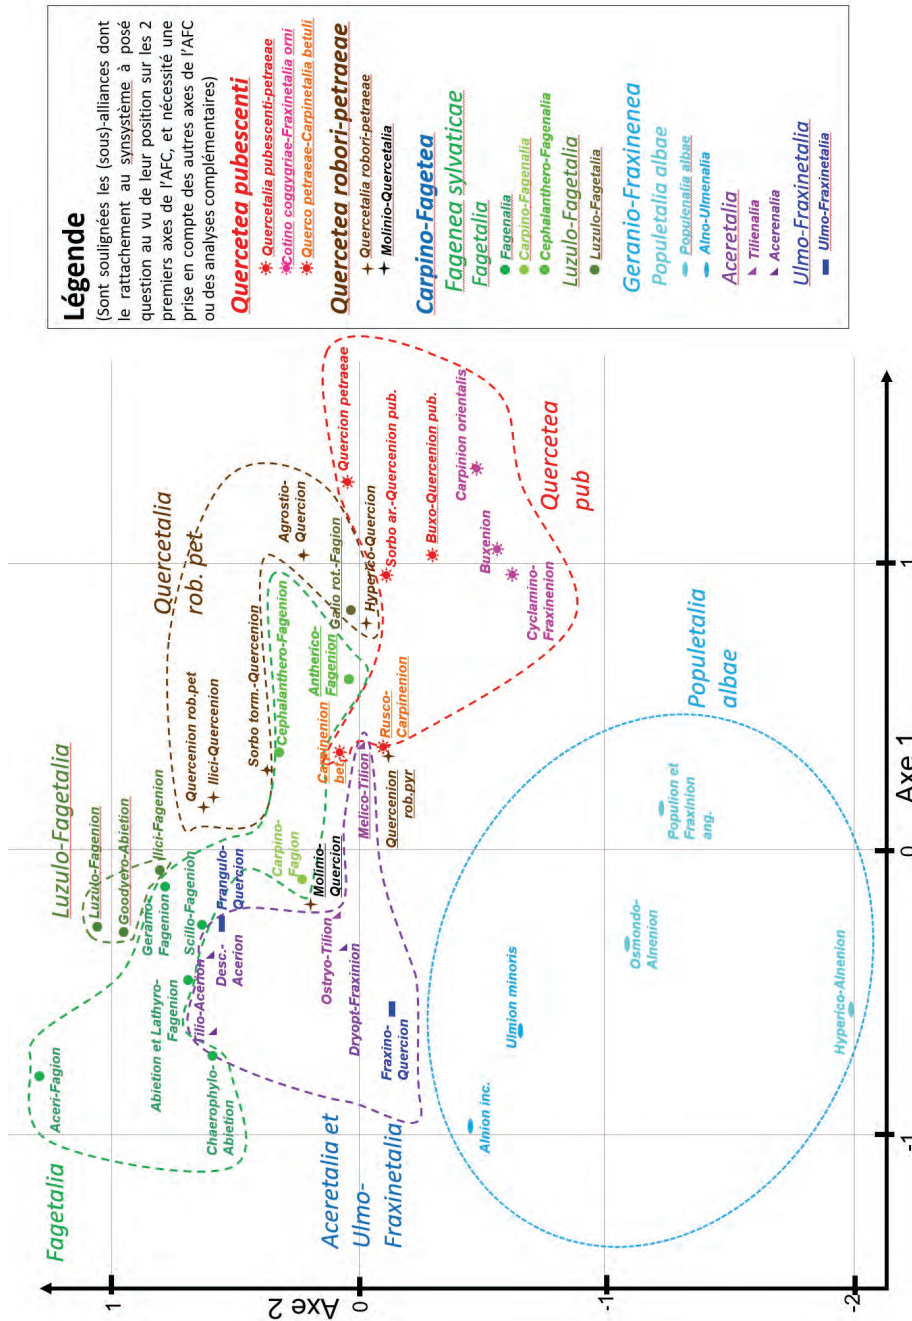 Légende
(Sont soulignées les (sous)-alliances dont
le rattachement au synsystème à posé
question au vu de leur position sur les 2
premiers axes de l'AFC, et nécessité une
prise en compte des autres axes de l'AFC
ou des analyses complémentaires)
Quercetea pubescenti
Quercetalia pubescenti-petraeae
Cotino coggygriae-Fraxinetalia orni
Querco petraeae-Carpinetalia betuli
Quercetea robori-petraeae
Quercetalia robori-petraeae
Molinio-Quercetalia
Carpino-Fagetea
Fagenea sylvaticae
Fagetalia
Fagenalia
Carpino-Fagenalia
Cephalanthero-Fagenalia
Luzulo-Fagetalia
Luzulo-Fagetalia
Geranio-Fraxinenea
Populetalia albae
Populenalia albae
Alno-Ulmenalia
Aceretalia
Tilienalia
Acerenalia
Ulmo-Fraxinetalia
Ulmo-Fraxinetalia
Fagetalia
Aceri-Fagion
Abietion et Lathyro-
Fagenion
Chaerophylo-
Abietion
Luzulo-Fagetalia
Luzulo-Fagenion
Goodyero-Abietion
Ilici-Fagenion
Geranio-
Fagenion
Scillo-Fagenion
Tilio-Acerion
Desc.-
Acerion
Frangulo-
Quercion
Quercetalia
rob. pet
Quercenion rob.pet
Ilici-Quercenion
Sorbo torm.-Quercenion
Cephalanthero-Fagenion
Agrostio-
Quercion
Galio rot.-Fagion
Hyperico-Quercion
Antherico-
Fagenion
Carpino-
Fagion
Molinio-
Quercion
Carpinenion
bet.
Rusco-
Carpinenion
Melico-Tilion
Quercenion
rob.pyr
Ostryo-Tilion
Dryopt-Fraxinion
Fraxino-
Quercion
Aceretalia et
Ulmo-
Fraxinetalia
Quercion petraeae
Sorbo ar.-Quercenion pub.
Buxo-Quercenion pub.
Carpinion orientalis
Buxenion
Cyclamino-
Fraxinenion
Quercetea
pub
Populetalia
albae
Alnion inc.
Ulmion minoris
Osmondo-
Alnenion
Populion et
Fraxinion
ang.
Hyperico-Alnenion
Axe 2
1
0
-1
-2
Axe 1
-1
0
1